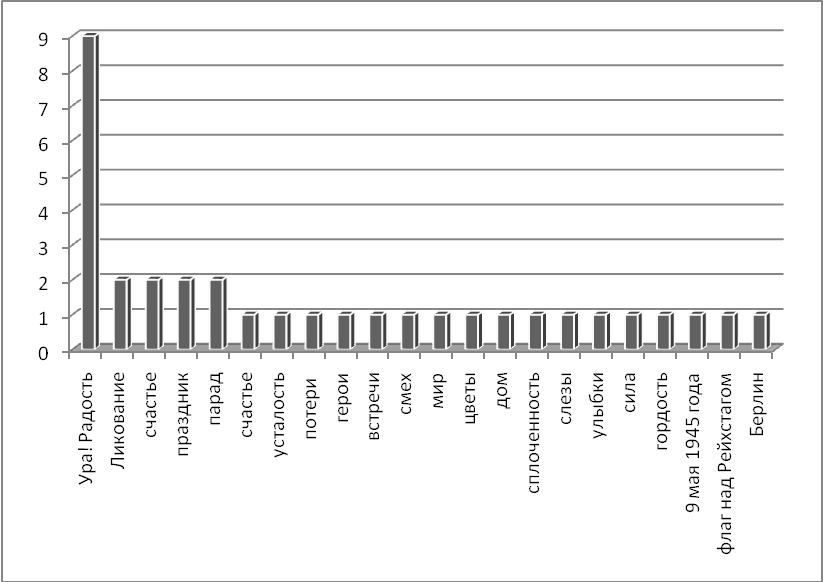 9
8
7
6
5
4
3
2
1
0
Ура! Радость
Ликование
счастье
праздник
парад
счастье
усталость
потери
герои
встречи
смех
мир
цветы
дом
сплоченность
слезы
улыбки
сила
гордость
9 мая 1945 года
флаг над Рейхстагом
Берлин